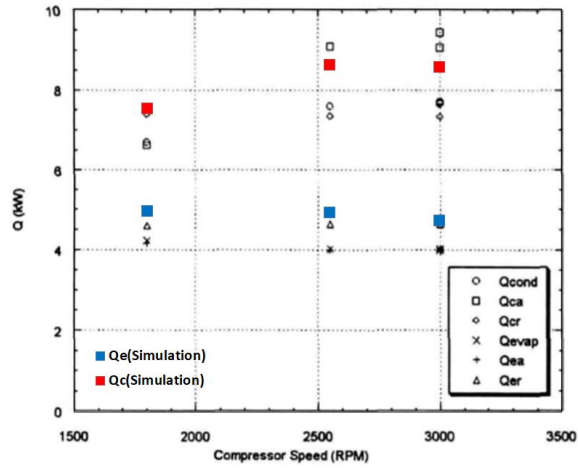 10
8
6
4
2
0
Q (kW)
Qe(Simulation)
Qc(Simulation)
Qcond
Qca
Qcr
Qevap
Qea
Qer
1500 2000 2500 3000 3500
Compressor Speed (RPM)